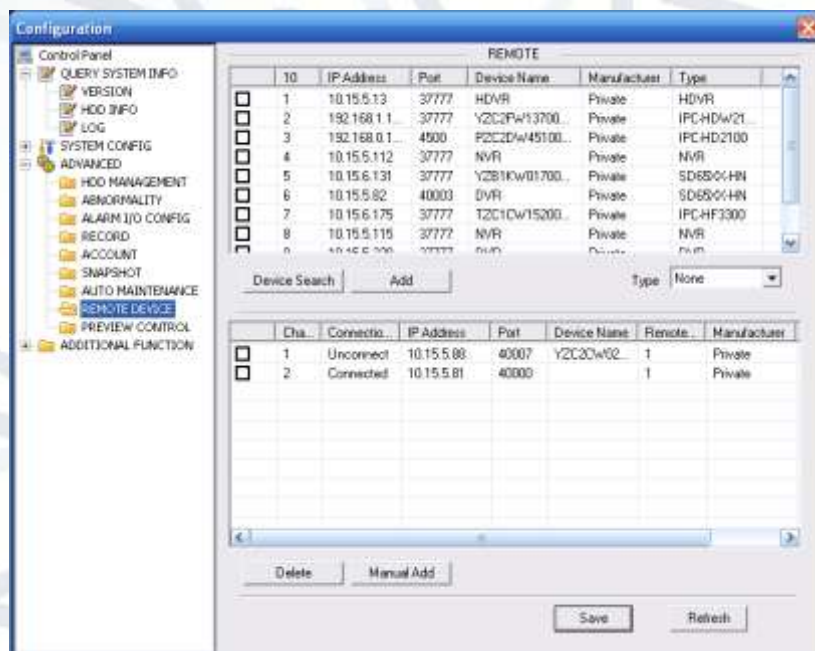 Configuration
Control Panel
QUERY SYSTEM INFO
VERSION
HDD INFO
LOG
SYSTEM CONFIG
ADVANCED
HDD MANAGEMENT
ABNORMALITY
ALARM I/O CONFIG
RECORD
ACCOUNT
SNAPSHOT
AUTO MAINTENANCE
REMOTE DEVICE
PREVIEW CONTROL
ADDITIONAL FUNCTION
REMOTE
10 IP Address Port Device Name Manufacturer Type
1 10.15.5.13 37777 HDVR Private HDVR
2 192.168.1.1... 37777 YZC2FW13700... Private IPC-HDW21...
3 192.168.0.1... 4500 PZC2DW45100... Private IPC-HD2100
4 10.15.5.112 37777 NVR Private NVR
5 10.15.6.131 37777 YZB1KW01700... Private SD65XX-HN
6 10.15.5.82 40003 DVR Private SD65XX-HN
7 10.15.6.175 37777 TZC1CW15200... Private IPC-HF3300
8 10.15.5.115 37777 NVR Private NVR
Device Search Add Type None
Cha... Connectio... IP Address Port Device Name Remote... Manufacturer
1 Unconnect 10.15.5.88 40007 YZC2CW02... 1 Private
2 Connected 10.15.5.81 40000 1 Private
Delete Manual Add
Save Refresh